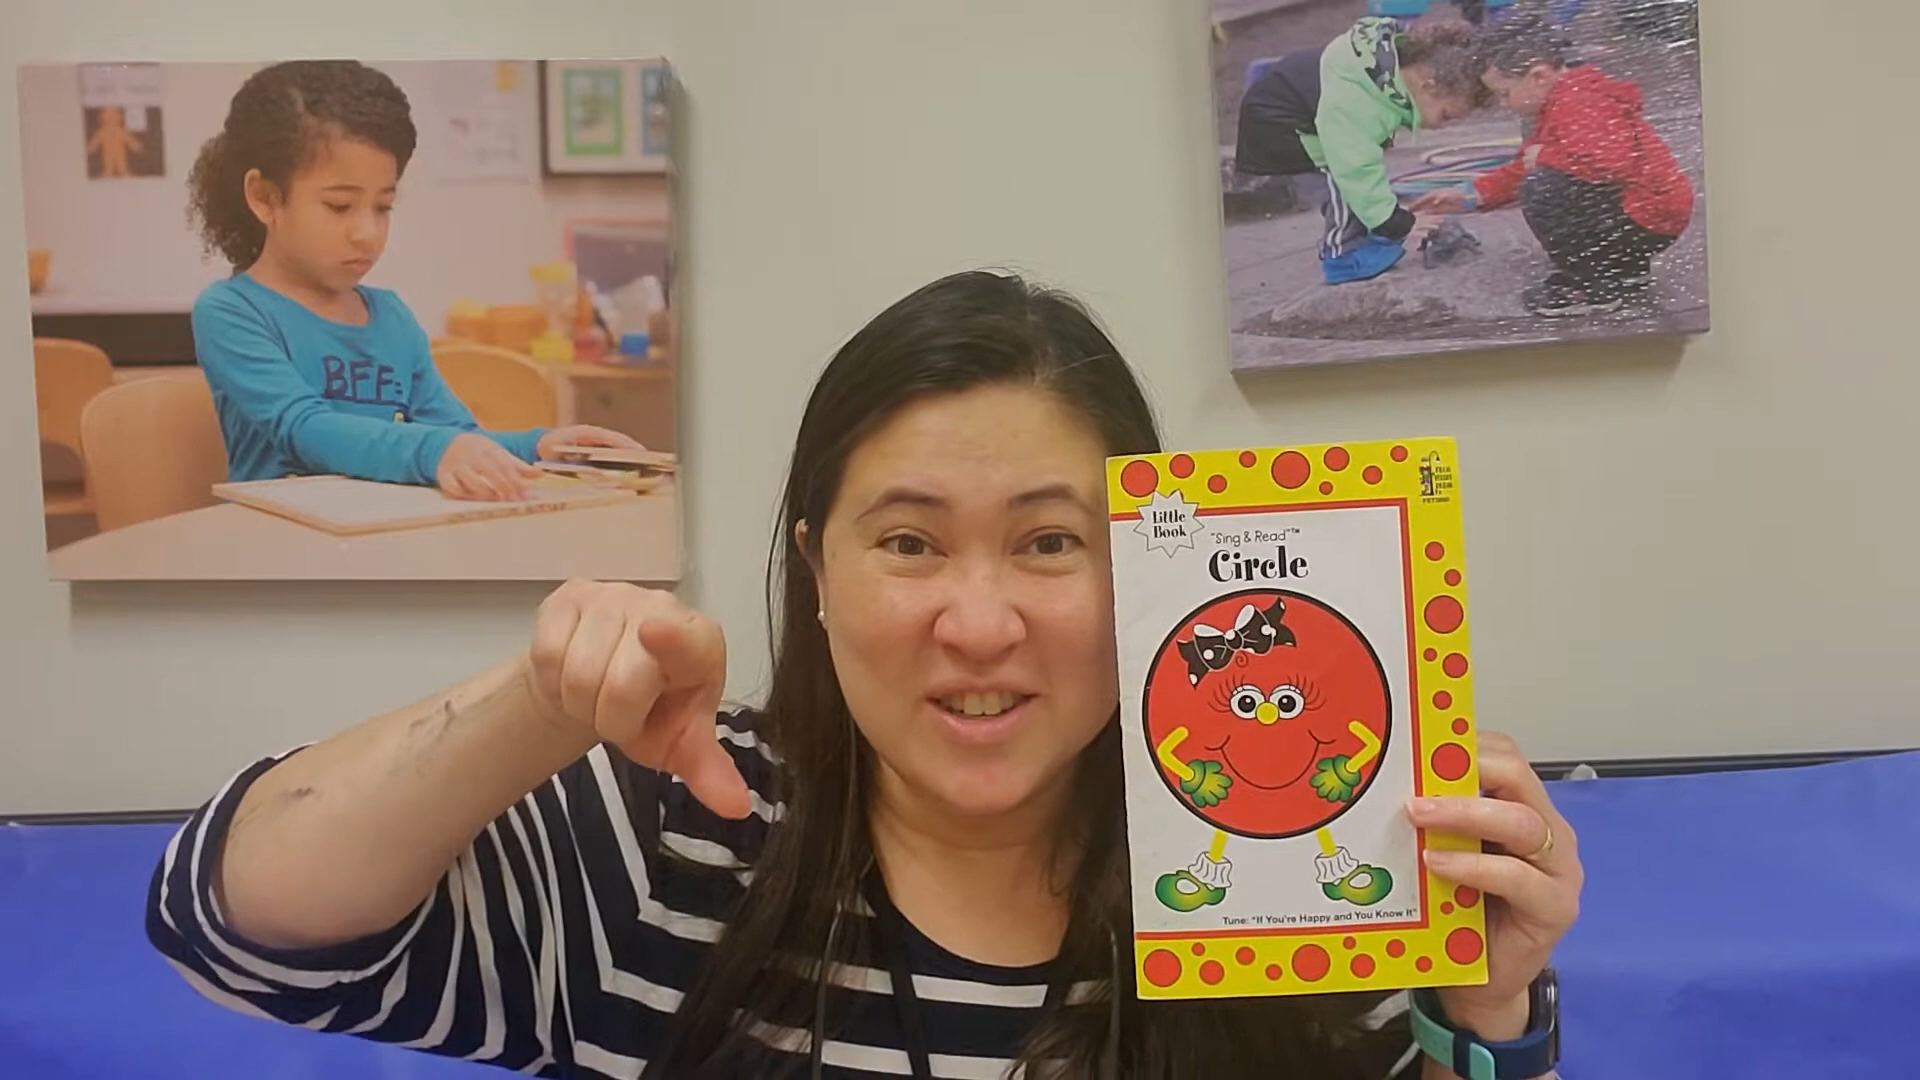 BFF
Little
Book
"Sing & Read"™
Circle
Tune: "If You're Happy and You Know It"